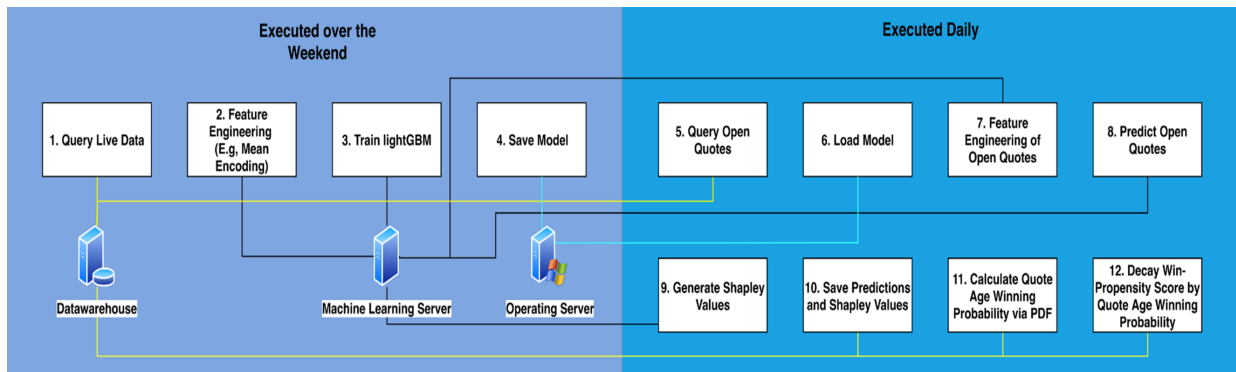 Executed over the
Weekend
Executed Daily
1. Query Live Data
2. Feature
Engineering
(E.g, Mean
Encoding)
3. Train lightGBM
4. Save Model
5. Query Open
Quotes
6. Load Model
7. Feature
Engineering of
Open Quotes
8. Predict Open
Quotes
Datawarehouse
Machine Learning Server
Operating Server
9. Generate Shapley
Values
10. Save Predictions
and Shapley Values
11. Calculate Quote
Age Winning
Probability via PDF
12. Decay Win-
Propensity Score by
Quote Age Winning
Probability